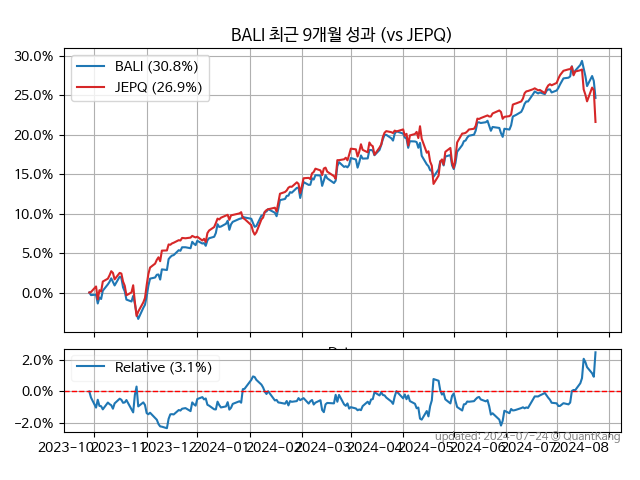 BALI 최근 9개월 성과 (vs JEPQ)
30.0%
25.0%
20.0%
15.0%
10.0%
5.0%
0.0%
BALI (30.8%)
JEPQ (26.9%)
2.0%
0.0%
−2.0%
Relative (3.1%)
updated: 2024-07-24 @ QuantKang
2023-10 2023-11 2023-12 2024-01 2024-02 2024-03 2024-04 2024-05 2024-06 2024-07 2024-08